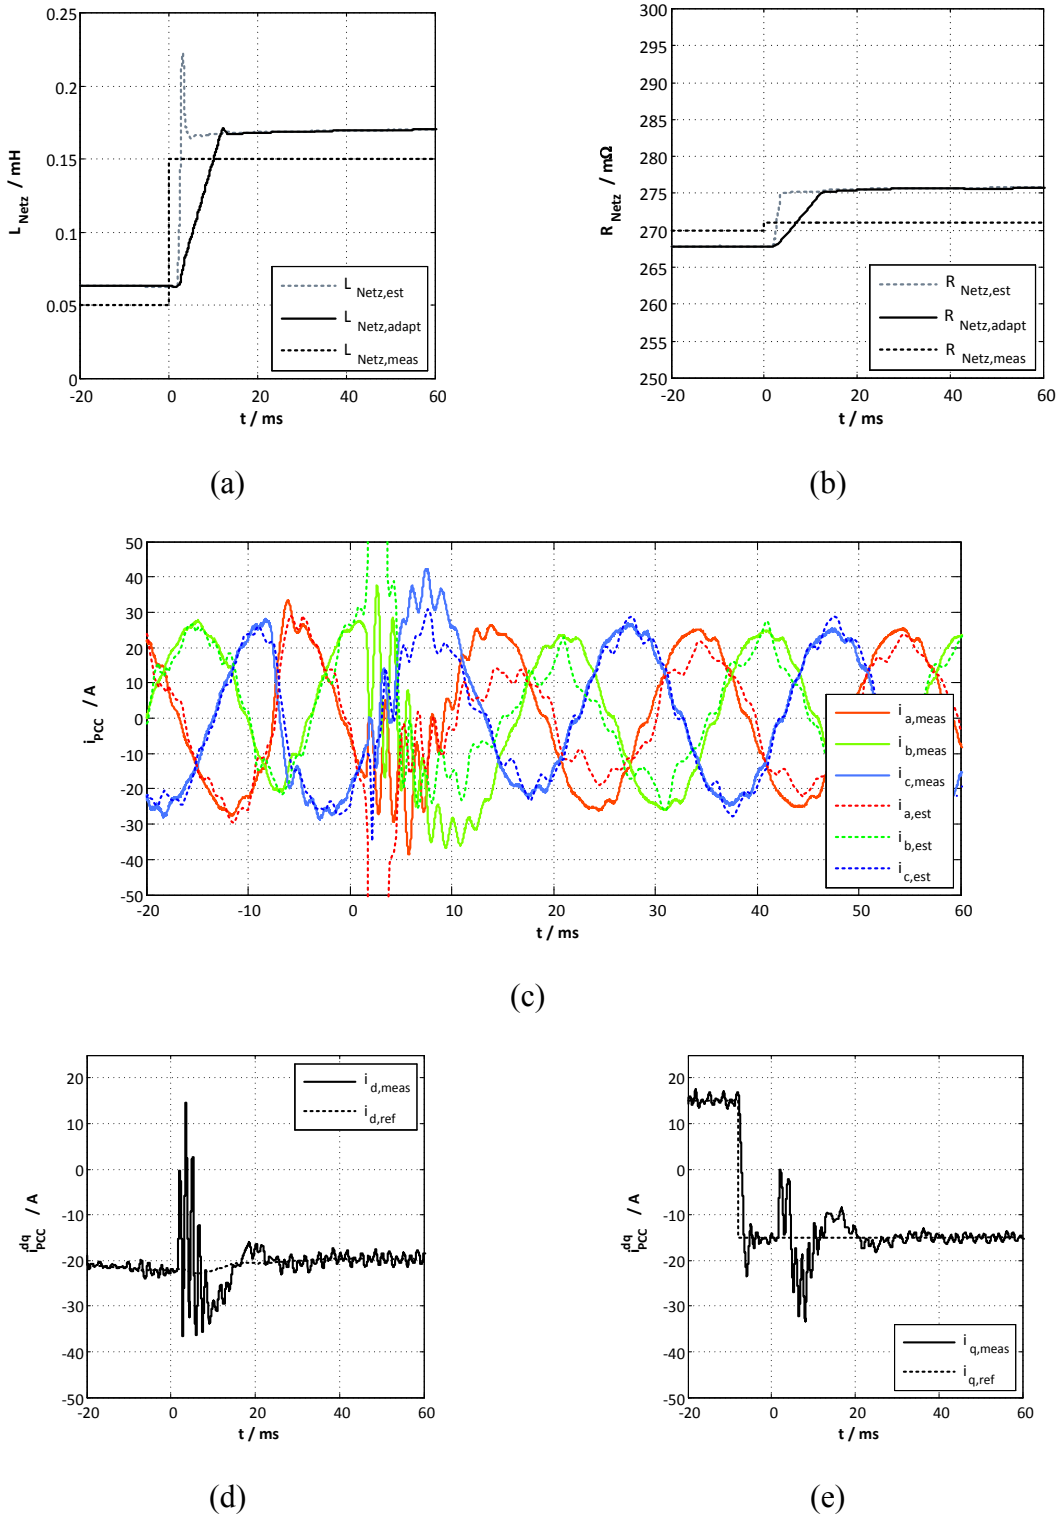 0.25
0.2
0.15
0.1
0.05
0
L Netz / mH
L Netz,est
L Netz,adapt
L Netz,meas
-20 0 20 40 60
t / ms
(a)
300
295
290
285
280
275
270
265
260
255
250
R Netz / mΩ
R Netz,est
R Netz,adapt
R Netz,meas
-20 0 20 40 60
t / ms
(b)
50
40
30
20
10
0
-10
-20
-30
-40
-50
i PCC / A
i a,meas
i b,meas
i c,meas
i a,est
i b,est
i c,est
-20 -10 0 10 20 30 40 50 60
t / ms
(c)
20
10
0
-10
-20
-30
-40
-50
i dq PCC / A
i d,meas
i d,ref
-20 0 20 40 60
t / ms
(d)
20
10
0
-10
-20
-30
-40
-50
i dq PCC / A
i q,meas
i q,ref
-20 0 20 40 60
t / ms
(e)